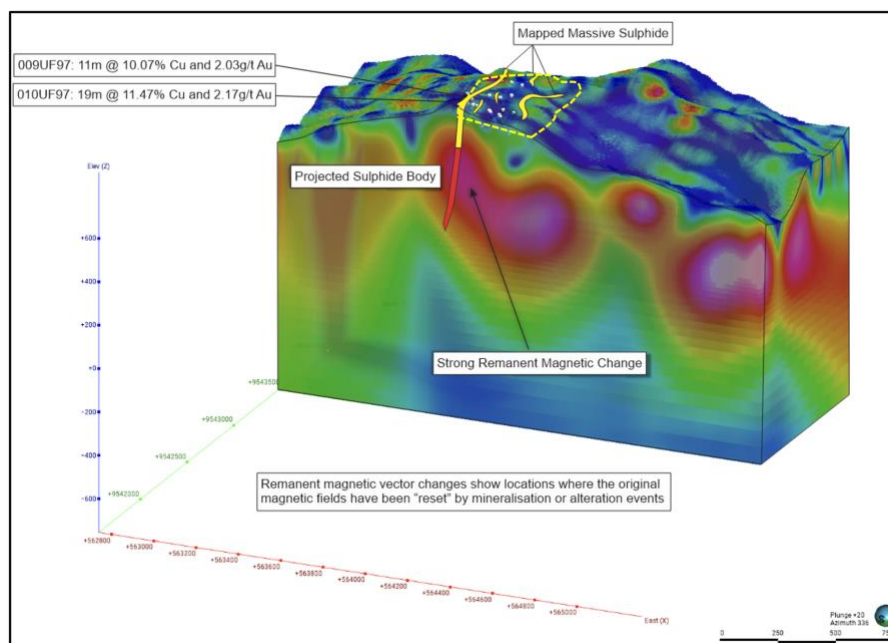 Mapped Massive Sulphide
009UF97: 11m @ 10.07% Cu and 2.03g/t Au
010UF97: 19m @ 11.47% Cu and 2.17g/t Au
Elev (Z)
Projected Sulphide Body
+600
+400
+200
+0
-200
-400
-600
Strong Remanent Magnetic Change
+9543500
+9543000
+9542500
+9542000
Remanent magnetic vector changes show locations where the original
magnetic fields have been "reset" by mineralisation or alteration events
+562800
+563000
+563200
+563400
+563600
+563800
+564000
+564200
+564400
+564600
+564800
+565000
East (X)
Plunge +20
Azimuth 336
0 250 500